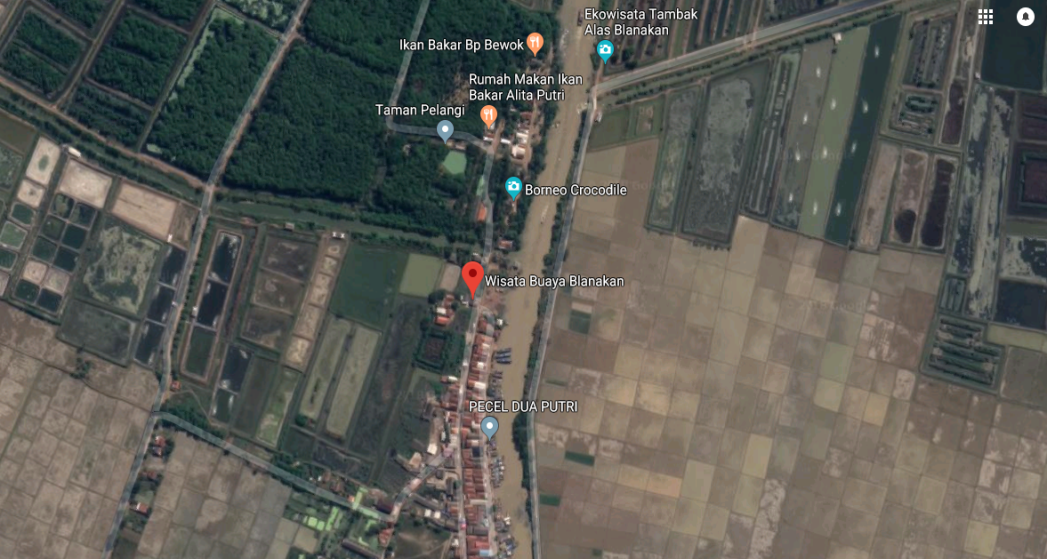 Ekowisata Tambak
Alas Blanakan
Ikan Bakar Bp Bewok
Rumah Makan Ikan
Bakar Alita Putri
Taman Pelangi
Borneo Crocodile
Wisata Buaya Blanakan
PECEL DUA PUTRI